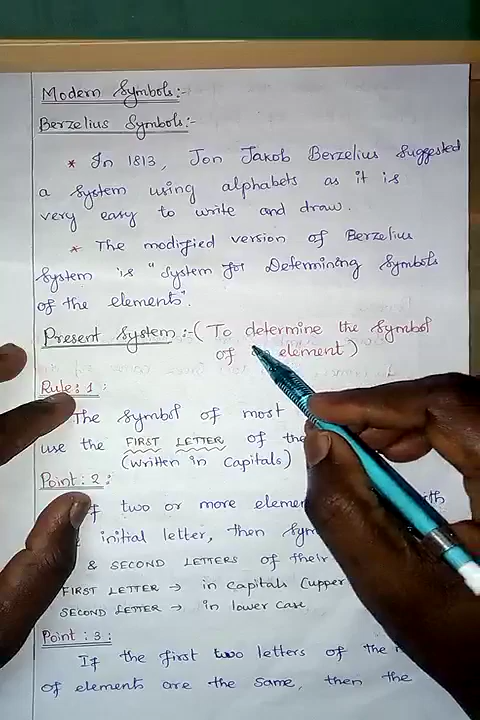 Modern Symbols:-
Berzelius Symbols:-
* In 1813, Jon Jakob Berzelius suggested
a system using alphabets as it is
very easy to write and draw.
* The modified version of Berzelius
System is "System for Determining Symbols
of the elements".
Present System:- (To determine the symbol
of element)
Rule: 1:
The symbol of most
use the FIRST LETTER of the
(written in Capitals)
Point: 2:
If two or more elemen with
initial letter, then Sym
& SECOND LETTERS of their
FIRST LETTER → in capitals (upper
SECOND LETTER → in lower case
Point: 3:
If the first two letters of the
of elements are the same, then the